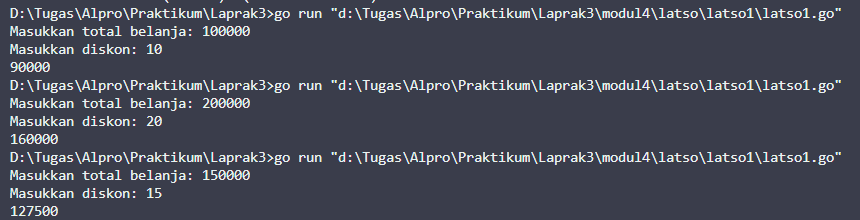 D:\Tugas\Alpro\Praktikum\Laprak3>go run "d:\Tugas\Alpro\Praktikum\Laprak3\modul4\latso\latso1\latso1.go"
Masukkan total belanja: 100000
Masukkan diskon: 10
90000
D:\Tugas\Alpro\Praktikum\Laprak3>go run "d:\Tugas\Alpro\Praktikum\Laprak3\modul4\latso\latso1\latso1.go"
Masukkan total belanja: 200000
Masukkan diskon: 20
160000
D:\Tugas\Alpro\Praktikum\Laprak3>go run "d:\Tugas\Alpro\Praktikum\Laprak3\modul4\latso\latso1\latso1.go"
Masukkan total belanja: 150000
Masukkan diskon: 15
127500